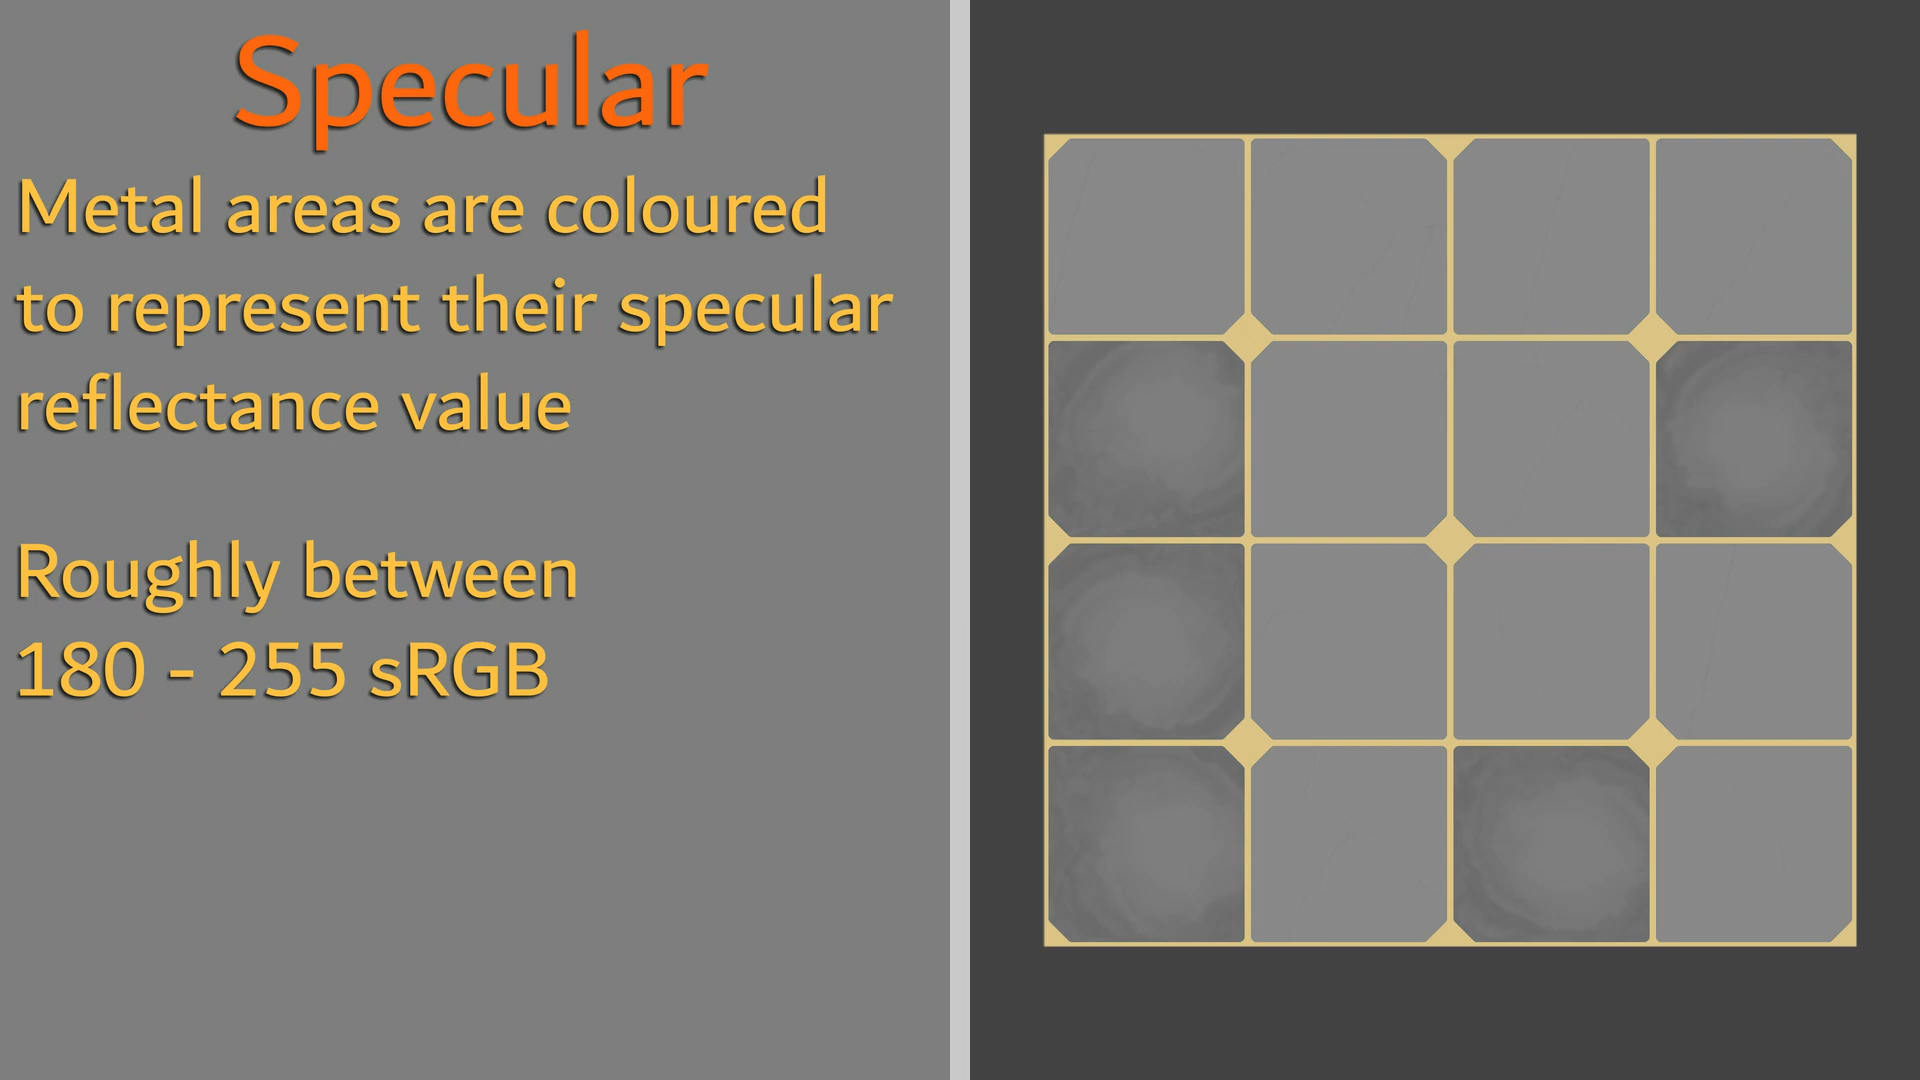 Specular
Metal areas are coloured
to represent their specular
reflectance value
Roughly between
180 - 255 sRGB